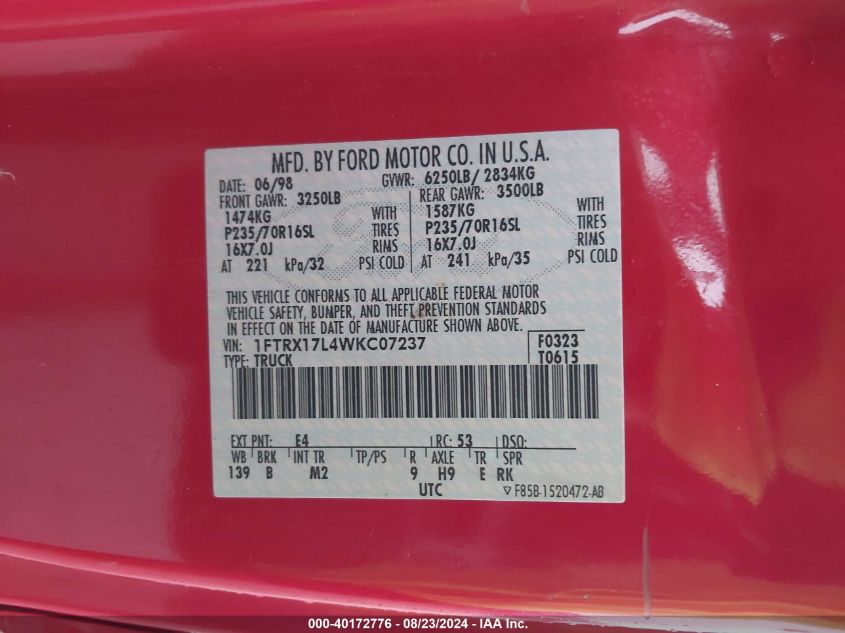 MFD. BY FORD MOTOR CO. IN U.S.A.
DATE: 06/98 GVWR: 6250LB/ 2834KG
FRONT GAWR: 3250LB REAR GAWR: 3500LB
1474KG WITH 1587KG WITH
P235/70R16SL TIRES P235/70R16SL TIRES
16X7.0J RIMS 16X7.0J RIMS
AT 221 kPa/32 PSI COLD AT 241 kPa/35 PSI COLD
THIS VEHICLE CONFORMS TO ALL APPLICABLE FEDERAL MOTOR
VEHICLE SAFETY, BUMPER, AND THEFT PREVENTION STANDARDS
IN EFFECT ON THE DATE OF MANUFACTURE SHOWN ABOVE.
VIN: 1FTRX17L4WKC07237 F0323
TYPE: TRUCK T0615
EXT PNT: E4 RC: 53 DSO:
WB BRK INT TR TP/PS R AXLE TR SPR
139 B M2 9 H9 E RK
UTC ▽ F85B-1520472-AB
000-40172776 - 08/23/2024 - IAA Inc.